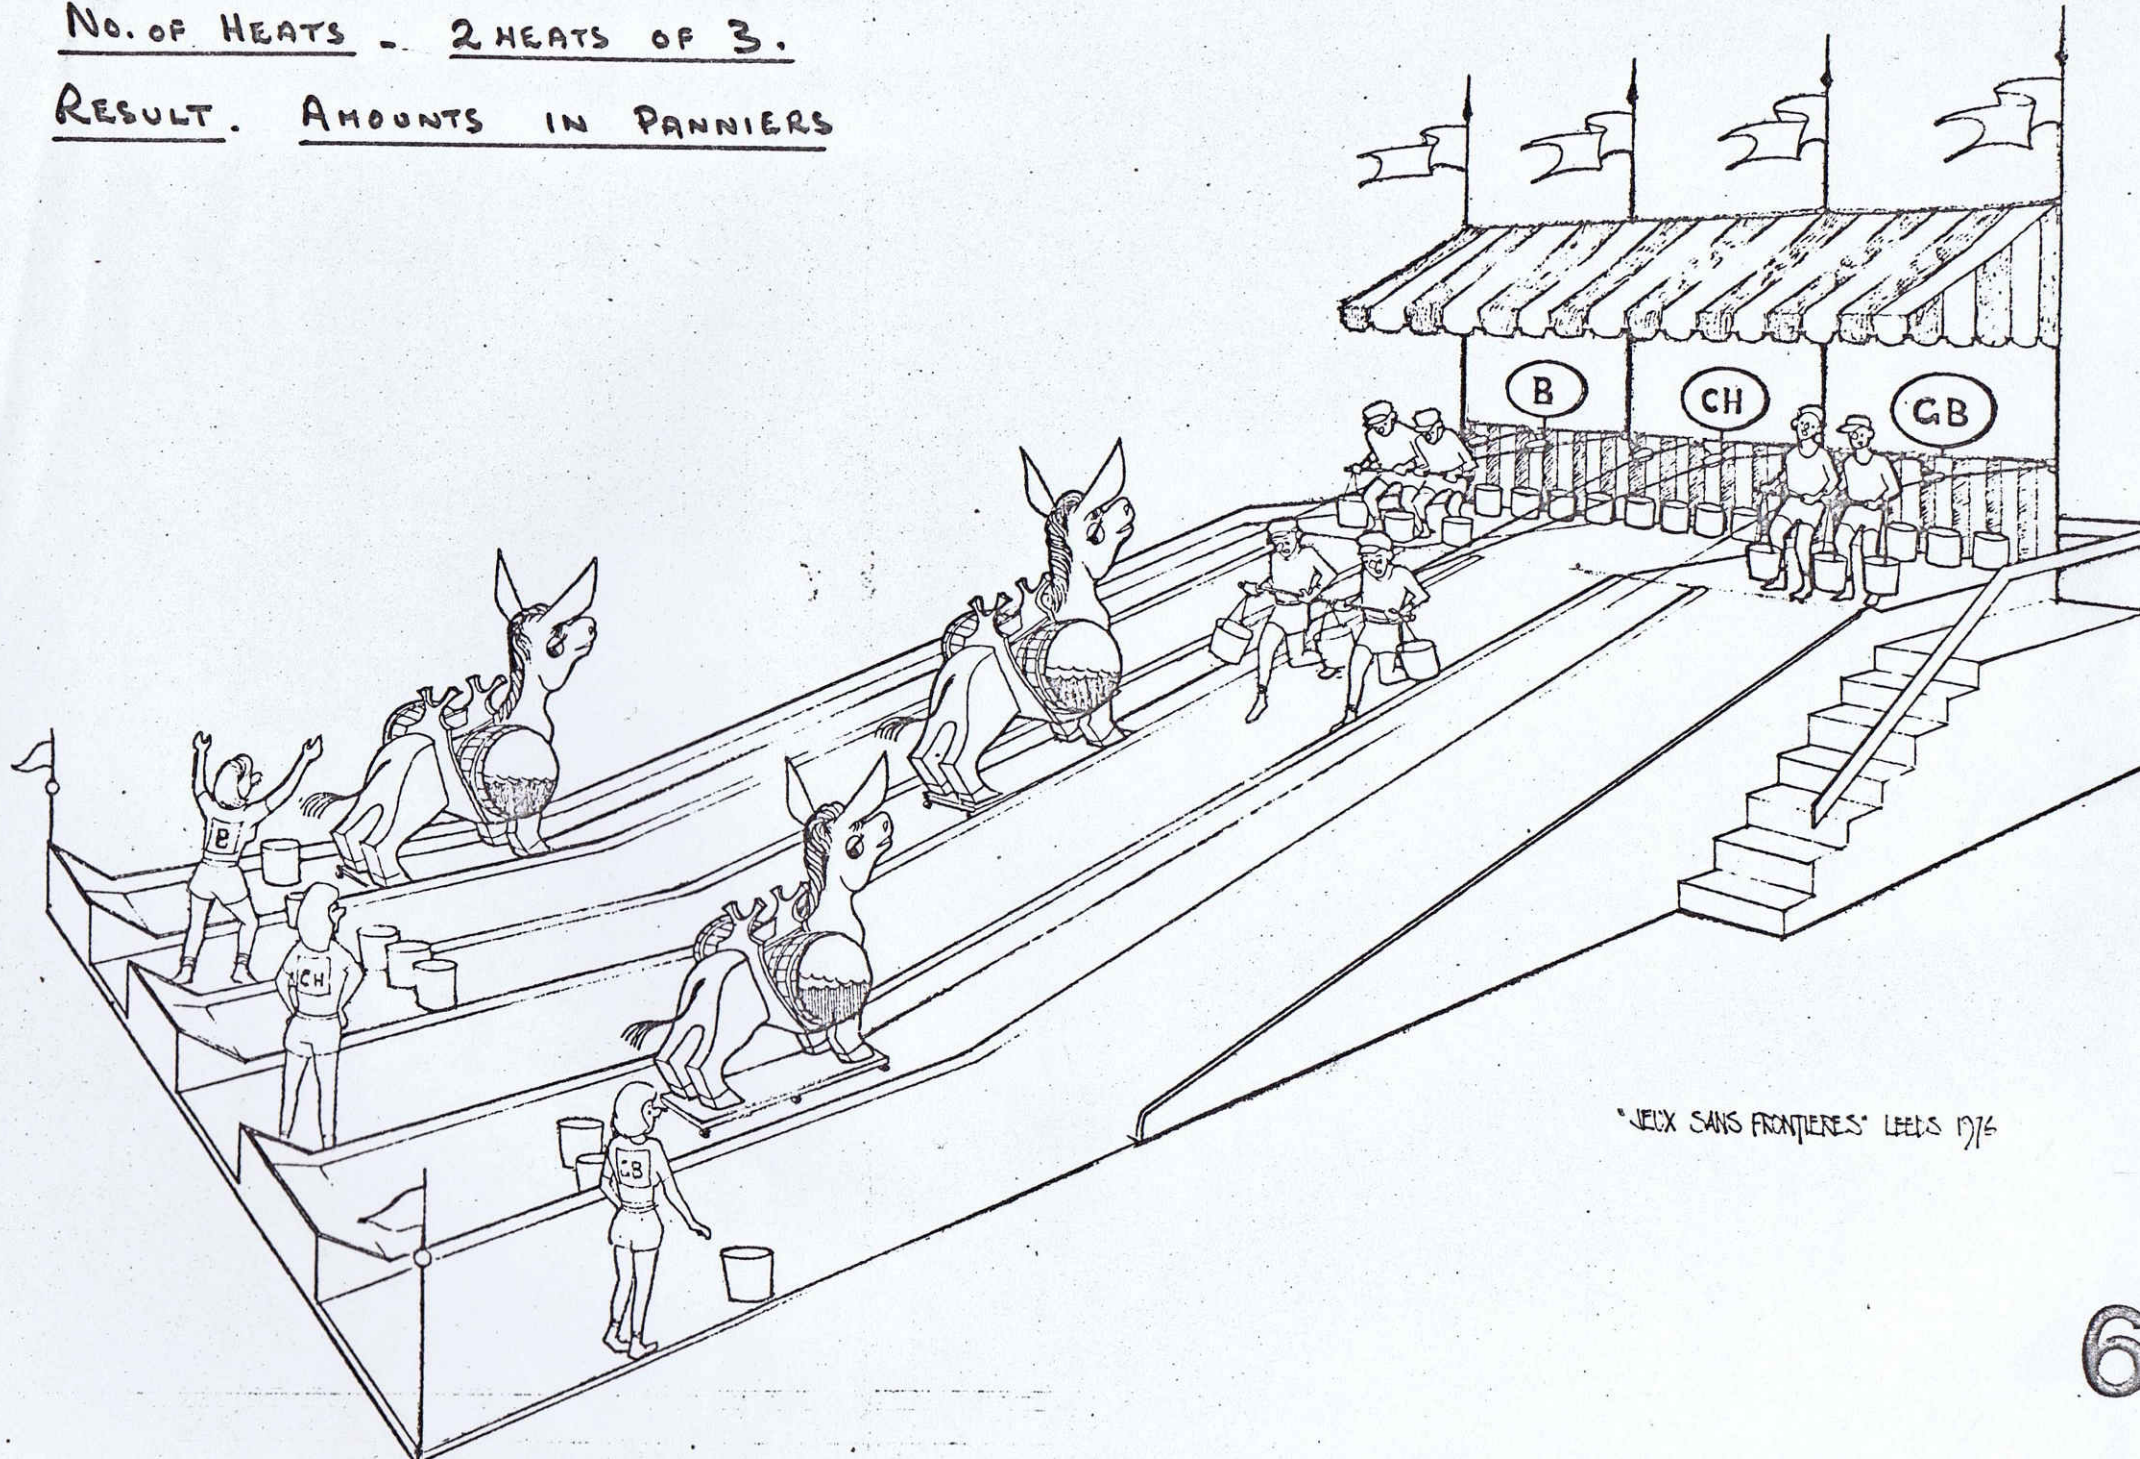 No. OF HEATS - 2 HEATS OF 3.
RESULT. AMOUNTS IN PANNIERS
B
CH
GB
B
CH
GB
"JEUX SANS FRONTIERES" LEEDS 1976
6